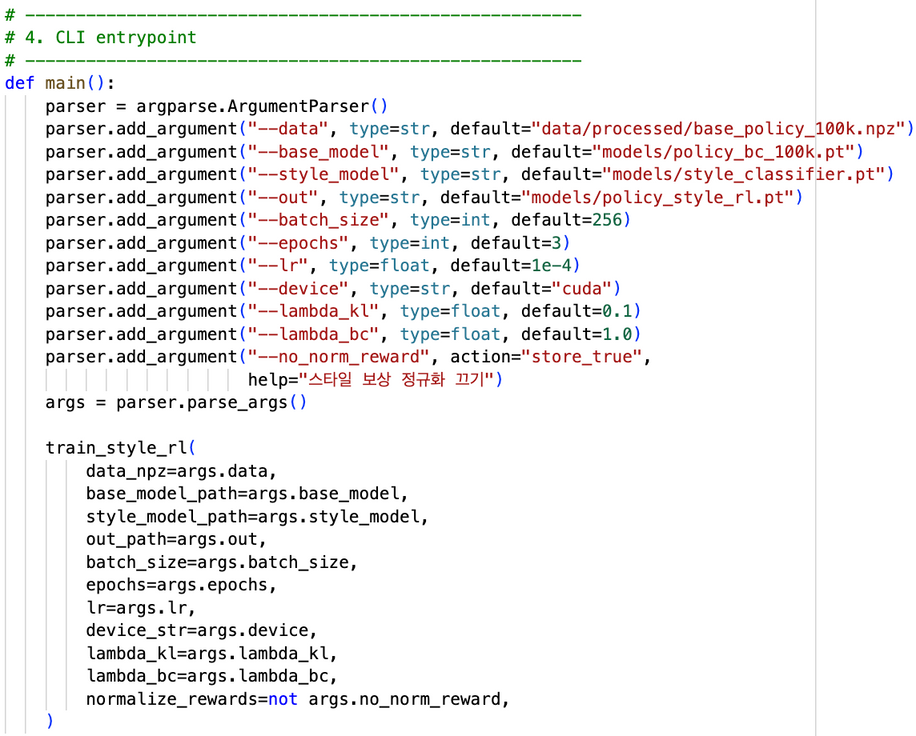 # -------------------------------------------------------
# 4. CLI entrypoint
# -------------------------------------------------------
def main():
    parser = argparse.ArgumentParser()
    parser.add_argument("--data", type=str, default="data/processed/base_policy_100k.npz")
    parser.add_argument("--base_model", type=str, default="models/policy_bc_100k.pt")
    parser.add_argument("--style_model", type=str, default="models/style_classifier.pt")
    parser.add_argument("--out", type=str, default="models/policy_style_rl.pt")
    parser.add_argument("--batch_size", type=int, default=256)
    parser.add_argument("--epochs", type=int, default=3)
    parser.add_argument("--lr", type=float, default=1e-4)
    parser.add_argument("--device", type=str, default="cuda")
    parser.add_argument("--lambda_kl", type=float, default=0.1)
    parser.add_argument("--lambda_bc", type=float, default=1.0)
    parser.add_argument("--no_norm_reward", action="store_true",
                        help="스타일 보상 정규화 끄기")
    args = parser.parse_args()

    train_style_rl(
        data_npz=args.data,
        base_model_path=args.base_model,
        style_model_path=args.style_model,
        out_path=args.out,
        batch_size=args.batch_size,
        epochs=args.epochs,
        lr=args.lr,
        device_str=args.device,
        lambda_kl=args.lambda_kl,
        lambda_bc=args.lambda_bc,
        normalize_rewards=not args.no_norm_reward,
    )